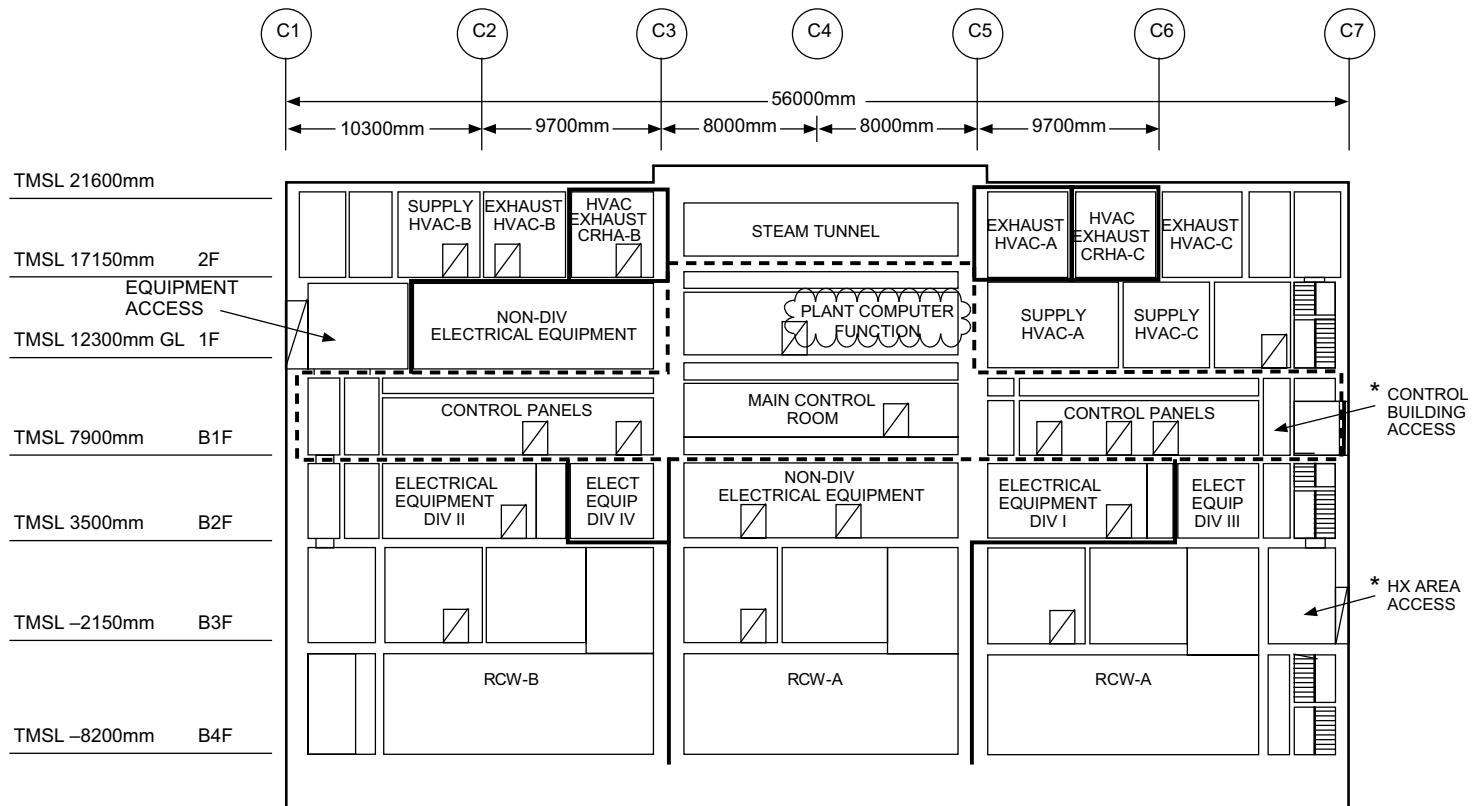 C1
C2
C3
C4
C5
C6
C7
56000mm
10300mm
9700mm
8000mm
8000mm
9700mm
TMSL 21600mm
SUPPLY
HVAC-B
EXHAUST
HVAC-B
HVAC
EXHAUST
CRHA-B
STEAM TUNNEL
EXHAUST
HVAC-A
HVAC
EXHAUST
CRHA-C
EXHAUST
HVAC-C
TMSL 17150mm 2F
EQUIPMENT
ACCESS
NON-DIV
ELECTRICAL EQUIPMENT
PLANT COMPUTER
FUNCTION
SUPPLY
HVAC-A
SUPPLY
HVAC-C
TMSL 12300mm GL 1F
CONTROL PANELS
MAIN CONTROL
ROOM
CONTROL PANELS
* CONTROL
BUILDING
ACCESS
TMSL 7900mm B1F
ELECTRICAL
EQUIPMENT
DIV II
ELECT
EQUIP
DIV IV
NON-DIV
ELECTRICAL EQUIPMENT
ELECTRICAL
EQUIPMENT
DIV I
ELECT
EQUIP
DIV III
TMSL 3500mm B2F
* HX AREA
ACCESS
TMSL –2150mm B3F
RCW-B
RCW-A
RCW-A
TMSL –8200mm B4F